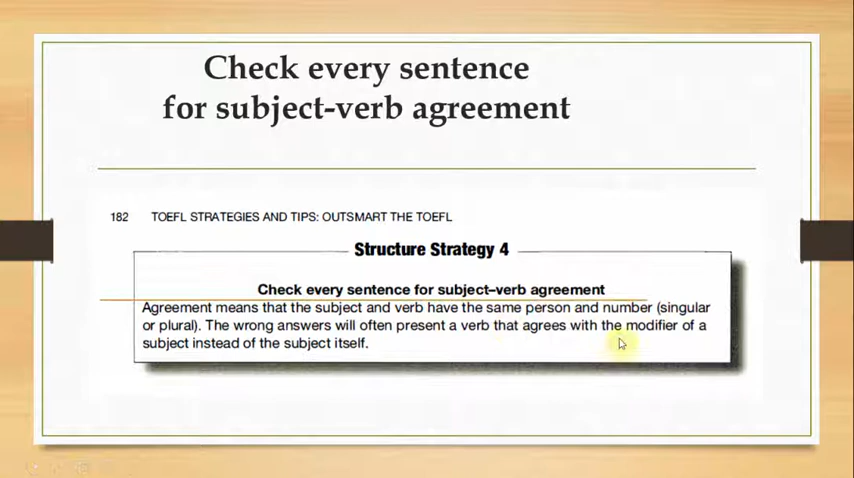 Check every sentence
for subject-verb agreement
182 TOEFL STRATEGIES AND TIPS: OUTSMART THE TOEFL
Structure Strategy 4
Check every sentence for subject–verb agreement
Agreement means that the subject and verb have the same person and number (singular
or plural). The wrong answers will often present a verb that agrees with the modifier of a
subject instead of the subject itself.